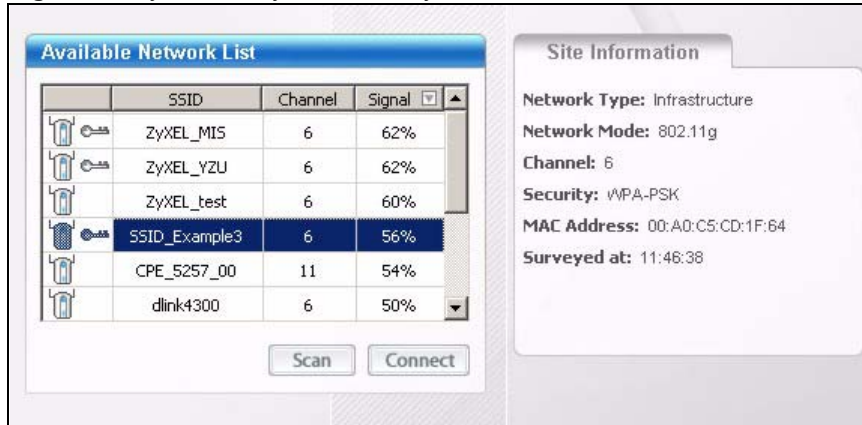 Available Network List
SSID Channel Signal
ZyXEL_MIS 6 62%
ZyXEL_YZU 6 62%
ZyXEL_test 6 60%
SSID_Example3 6 56%
CPE_5257_00 11 54%
dlink4300 6 50%
Scan Connect
Site Information
Network Type: Infrastructure
Network Mode: 802.11g
Channel: 6
Security: WPA-PSK
MAC Address: 00:A0:C5:CD:1F:64
Surveyed at: 11:46:38